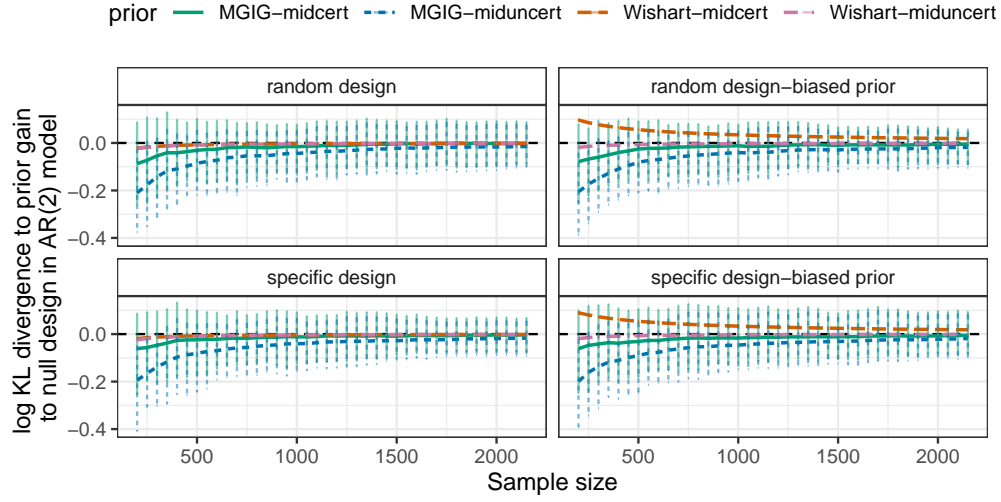 prior MGIG−midcert MGIG−miduncert Wishart−midcert Wishart−miduncert
random design random design−biased prior
0.0
−0.2
−0.4
specific design specific design−biased prior
0.0
−0.2
−0.4
500 1000 1500 2000 500 1000 1500 2000
Sample size
log KL divergence to prior gain
to null design in AR(2) model